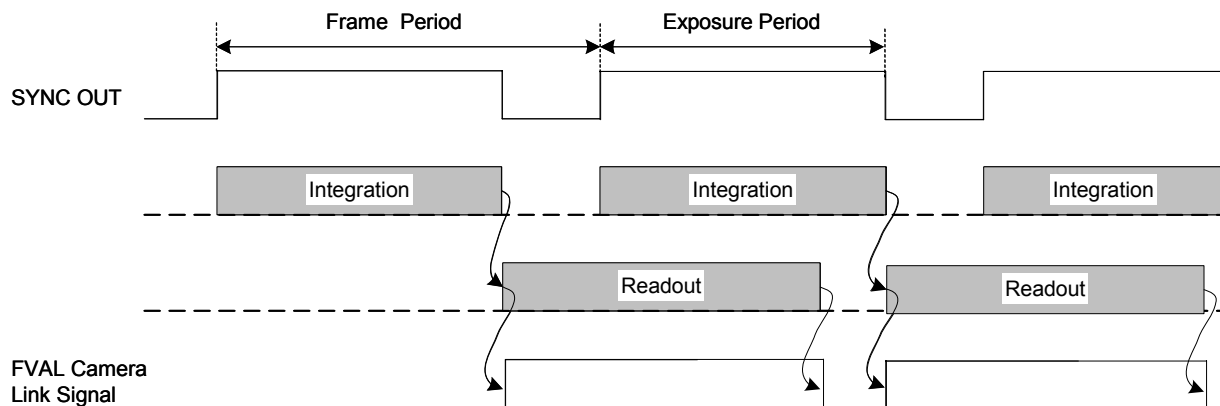 Frame Period
Exposure Period
SYNC OUT
Integration
Integration
Integration
Readout
Readout
FVAL Camera
Link Signal